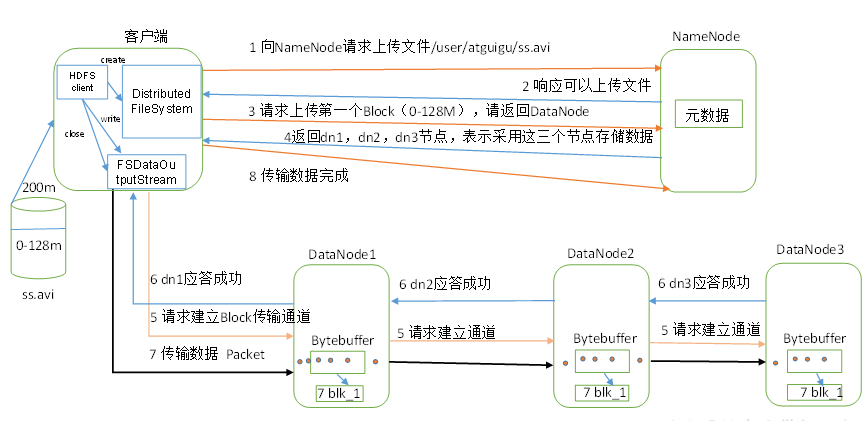 客户端
NameNode
1 向NameNode请求上传文件/user/atguigu/ss.avi
create
HDFS
client
Distributed
FileSystem
2 响应可以上传文件
3 请求上传第一个Block（0-128M），请返回DataNode
元数据
write
close
4返回dn1，dn2，dn3节点，表示采用这三个节点存储数据
FSDataOu
tputStream
8 传输数据完成
200m
0-128m
ss.avi
DataNode1
DataNode2
DataNode3
6 dn1应答成功
6 dn2应答成功
6 dn3应答成功
5 请求建立Block传输通道
5 请求建立通道
5 请求建立通道
Bytebuffer
Bytebuffer
Bytebuffer
7 传输数据 Packet
7 blk_1
7 blk_1
7 blk_1